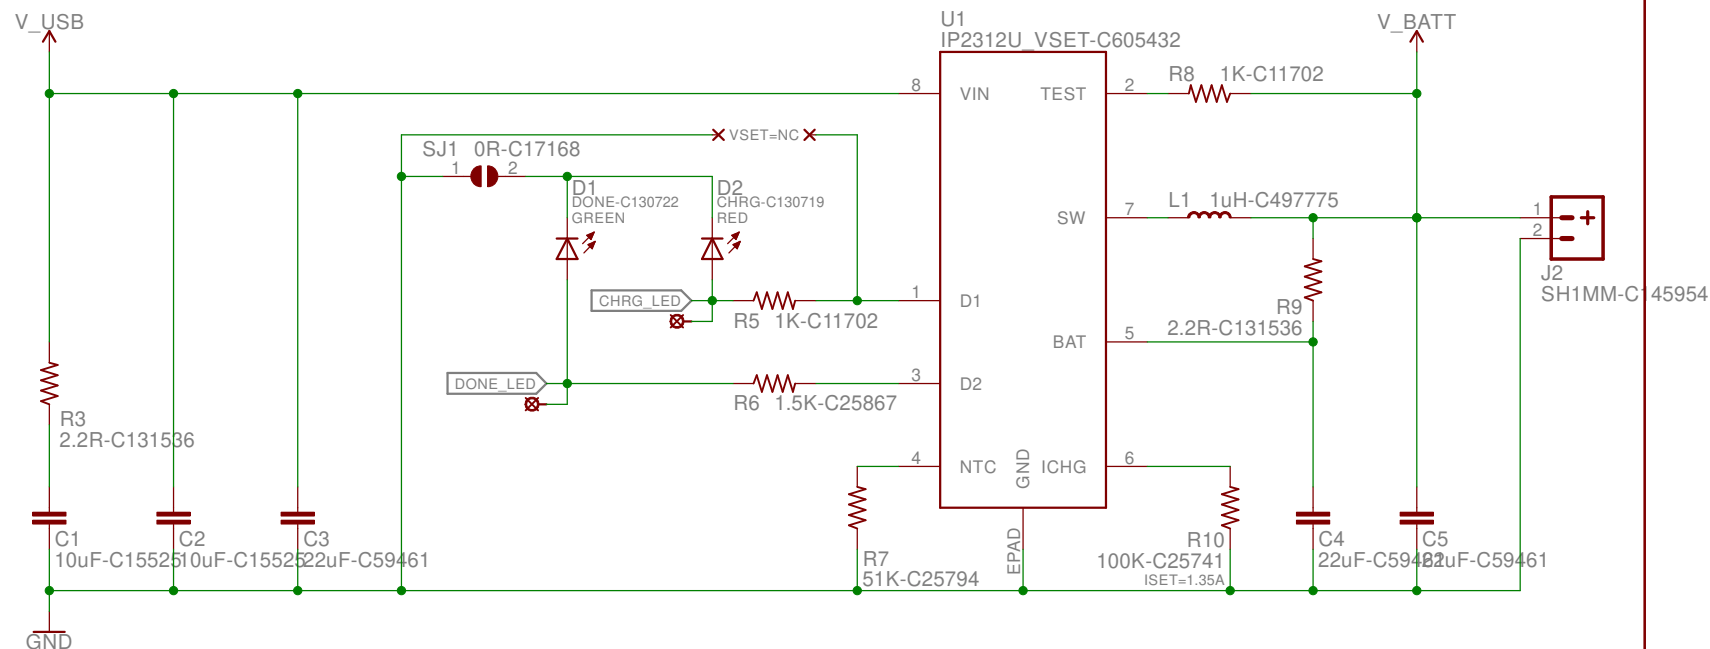 V_USB
U1
IP2312U_VSET-C605432
V_BATT
8
VIN
TEST
2
R8 1K-C11702
VSET=NC
SJ1 0R-C17168
1
2
D1
DONE-C130722
GREEN
D2
CHRG-C130719
RED
SW
7
L1 1uH-C497775
1
2
J2
SH1MM-C145954
CHRG_LED
R5 1K-C11702
1
D1
R9
2.2R-C131536
BAT
5
DONE_LED
R6 1.5K-C25867
3
D2
R3
2.2R-C131536
4
NTC
GND
ICHG
6
C1
10uF-C15525
C2
10uF-C15525
C3
22uF-C59461
R7
51K-C25794
EPAD
R10
100K-C25741
ISET=1.35A
C4
22uF-C59461
C5
22uF-C59461
GND